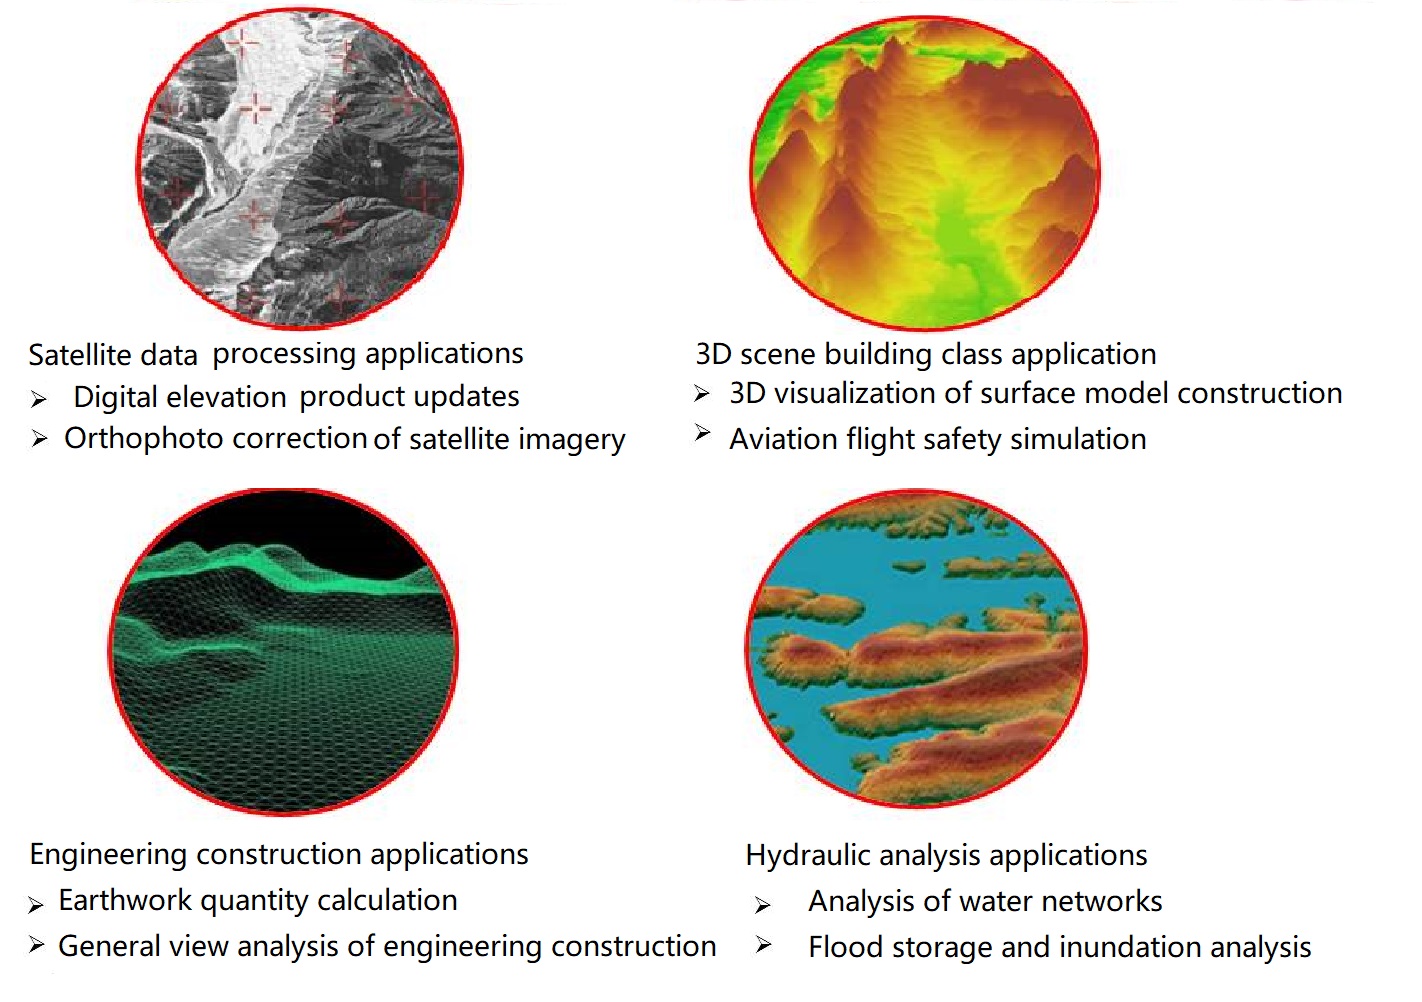 Satellite data processing applications
➢ Digital elevation product updates
➢ Orthophoto correction of satellite imagery
3D scene building class application
➢ 3D visualization of surface model construction
➢ Aviation flight safety simulation
Engineering construction applications
➢ Earthwork quantity calculation
➢ General view analysis of engineering construction
Hydraulic analysis applications
➢ Analysis of water networks
➢ Flood storage and inundation analysis